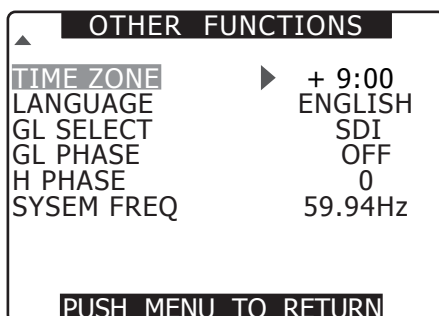 OTHER FUNCTIONS
TIME ZONE + 9:00
LANGUAGE ENGLISH
GL SELECT SDI
GL PHASE OFF
H PHASE 0
SYSEM FREQ 59.94Hz
PUSH MENU TO RETURN